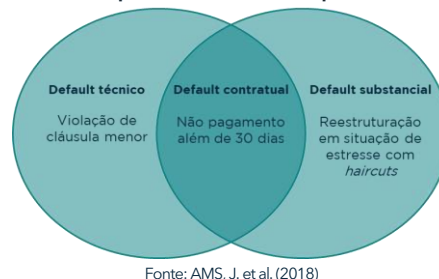 Default técnico
Violação de
cláusula menor
Default contratual
Não pagamento
além de 30 dias
Default substancial
Reestruturação
em situação de
estresse com
haircuts
Fonte: AMS, J. et al. (2018)